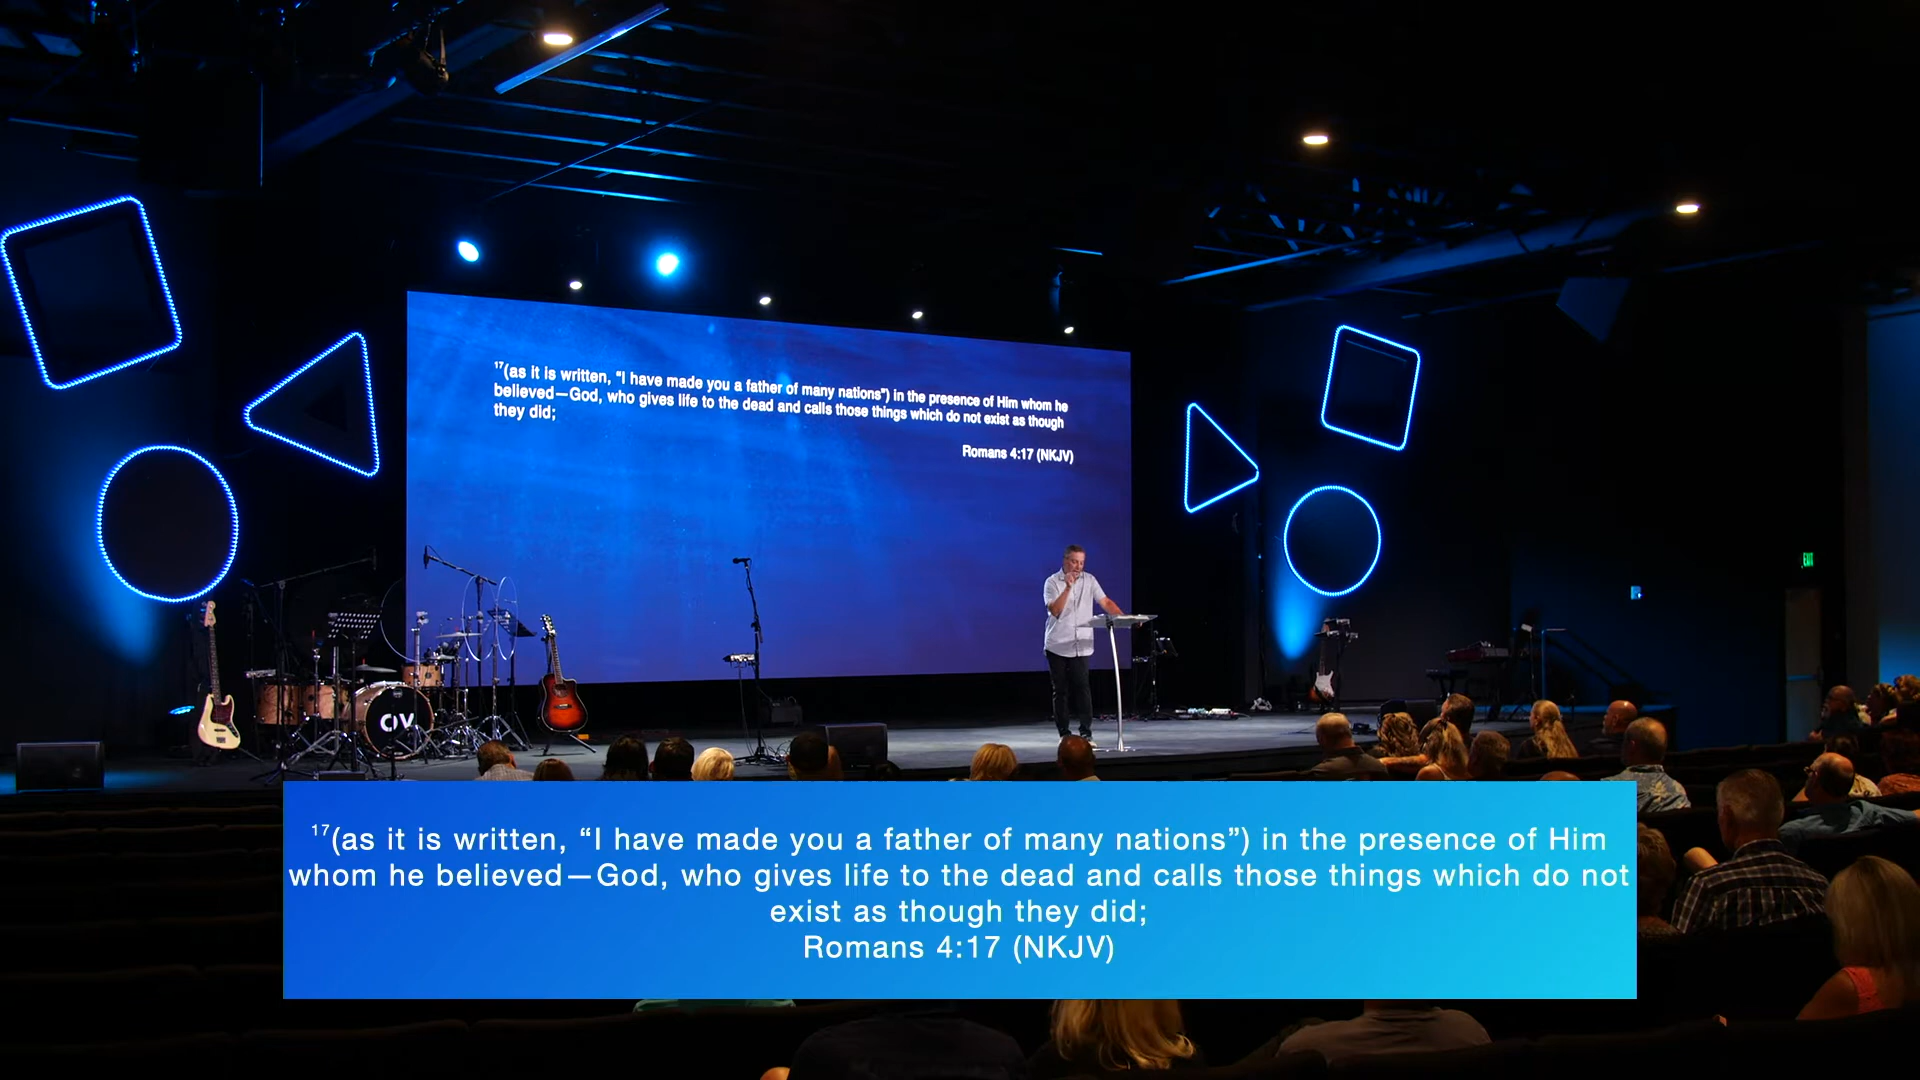 ¹⁷(as it is written, “I have made you a father of many nations”) in the presence of Him whom he
believed—God, who gives life to the dead and calls those things which do not exist as though
they did;
Romans 4:17 (NKJV)
EXIT
CV
¹⁷(as it is written, “I have made you a father of many nations”) in the presence of Him
whom he believed—God, who gives life to the dead and calls those things which do not
exist as though they did;
Romans 4:17 (NKJV)